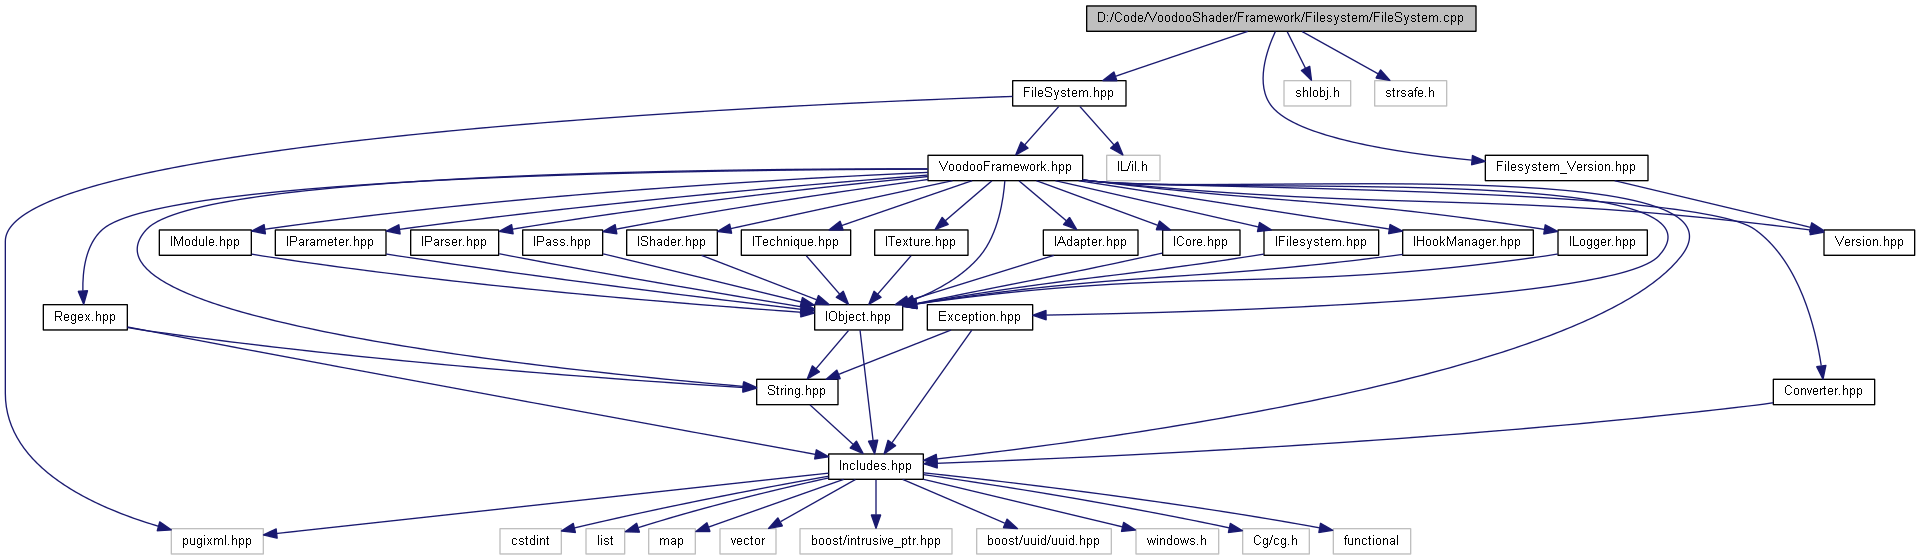 D:/Code/VoodooShader/Framework/Filesystem/FileSystem.cpp
FileSystem.hpp
shlobj.h
strsafe.h
VoodooFramework.hpp
IL/il.h
Filesystem_Version.hpp
IModule.hpp
IParameter.hpp
IParser.hpp
IPass.hpp
IShader.hpp
ITechnique.hpp
ITexture.hpp
IAdapter.hpp
ICore.hpp
IFilesystem.hpp
IHookManager.hpp
ILogger.hpp
Version.hpp
Regex.hpp
IObject.hpp
Exception.hpp
String.hpp
Converter.hpp
Includes.hpp
pugixml.hpp
cstdint
list
map
vector
boost/intrusive_ptr.hpp
boost/uuid/uuid.hpp
windows.h
Cg/cg.h
functional